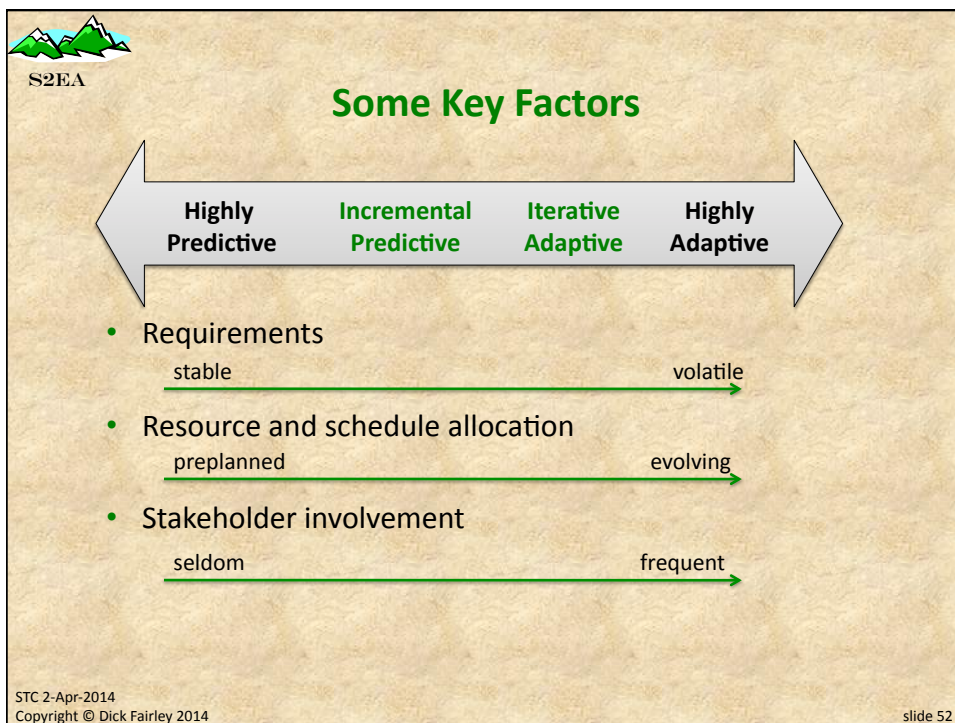 S2EA
Some Key Factors
Highly Incremental Iterative Highly
Predictive Predictive Adaptive Adaptive
• Requirements
stable volatile
• Resource and schedule allocation
preplanned evolving
• Stakeholder involvement
seldom frequent
STC 2-Apr-2014
Copyright © Dick Fairley 2014 slide 52